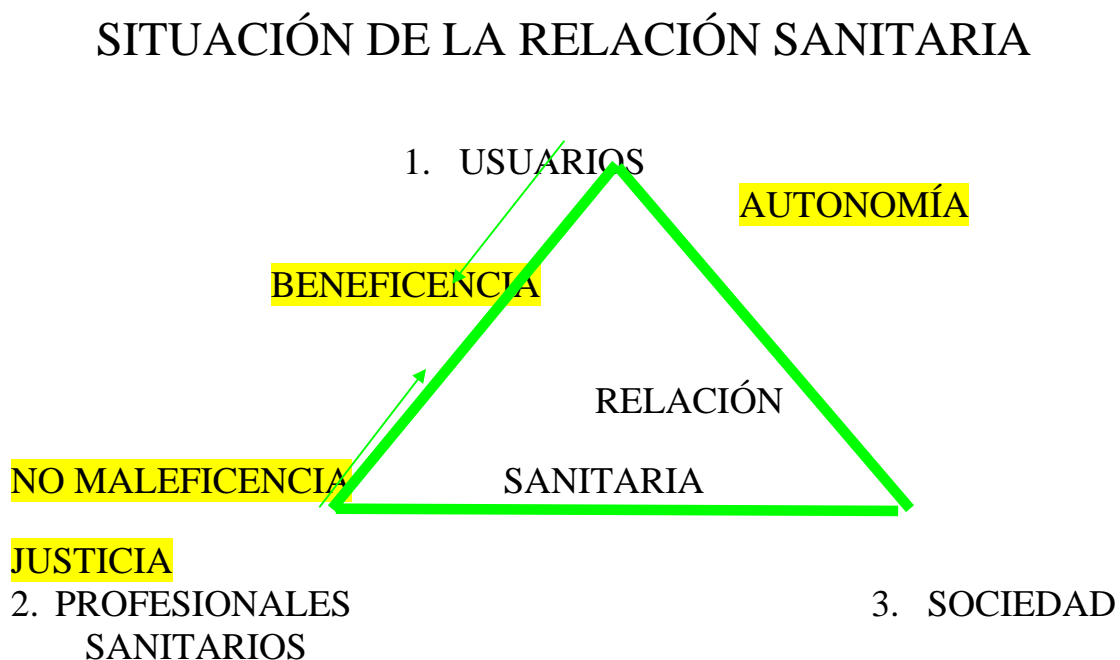 SITUACIÓN DE LA RELACIÓN SANITARIA
1. USUARIOS
AUTONOMÍA
BENEFICENCIA
RELACIÓN
NO MALEFICENCIA
SANITARIA
JUSTICIA
2. PROFESIONALES
SANITARIOS
3. SOCIEDAD